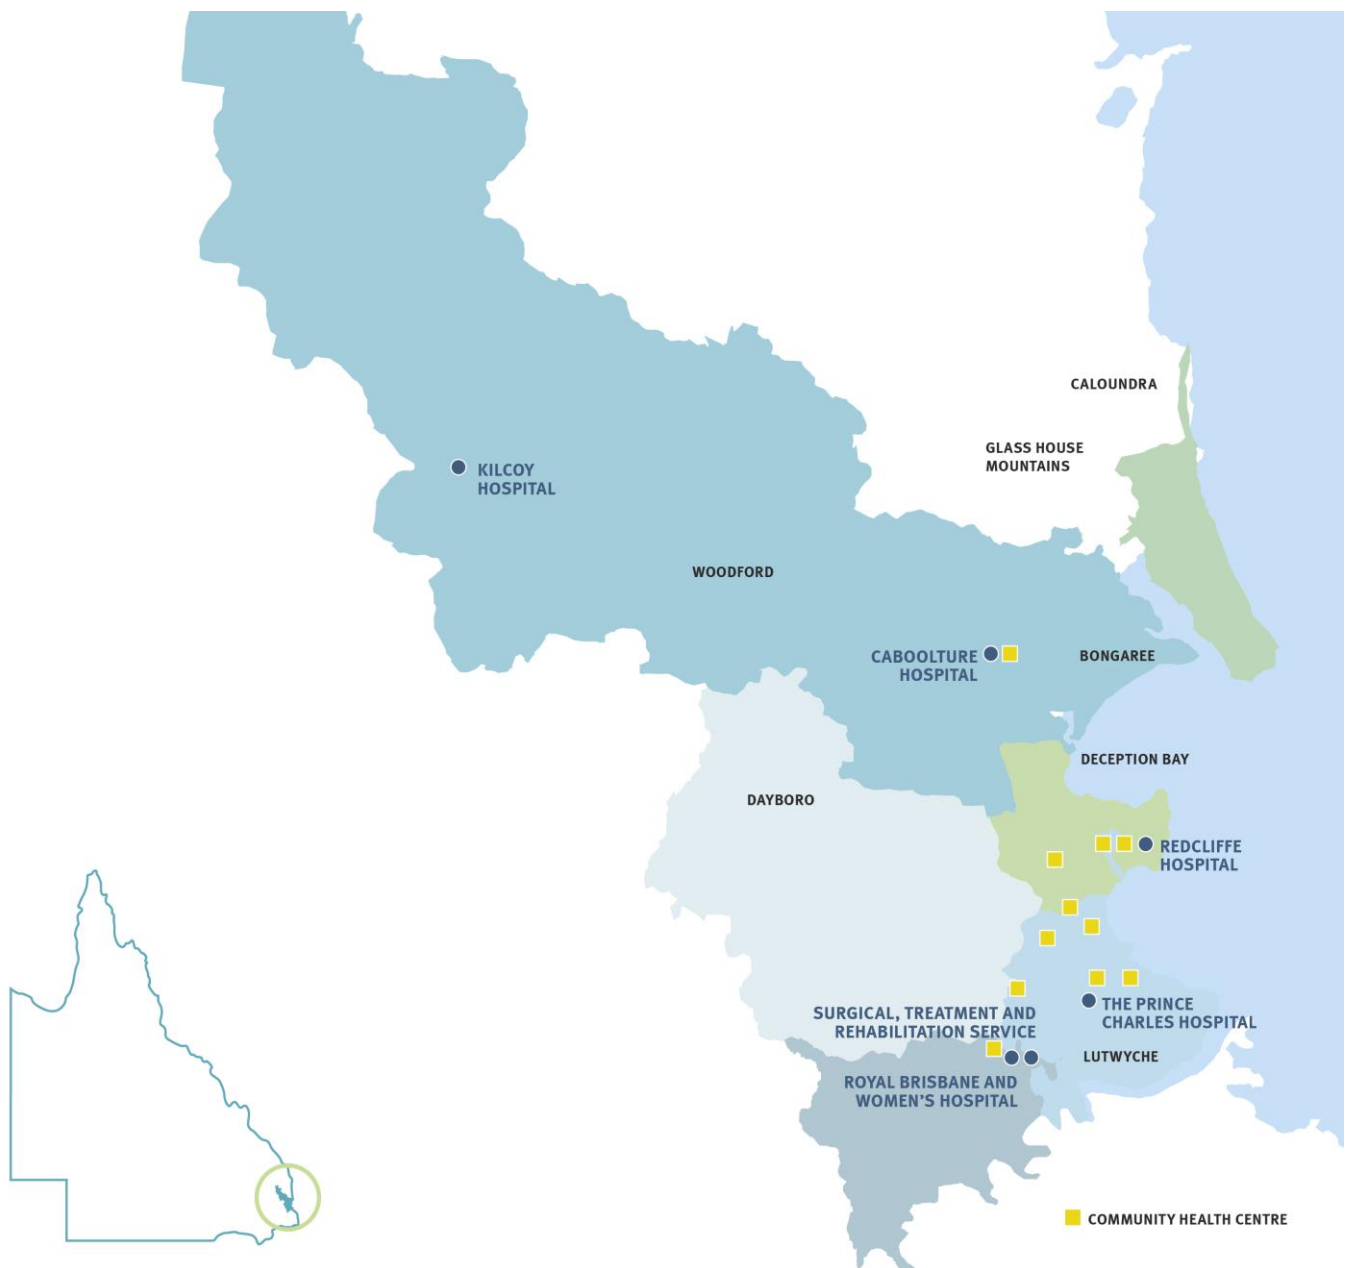 CALOUNDRA
GLASS HOUSE
MOUNTAINS
KILCOY
HOSPITAL
WOODFORD
CABOOLTURE
HOSPITAL
BONGAREE
DECEPTION BAY
DAYBORO
REDCLIFFE
HOSPITAL
SURGICAL, TREATMENT AND
REHABILITATION SERVICE
THE PRINCE
CHARLES HOSPITAL
LUTWYCHE
ROYAL BRISBANE AND
WOMEN’S HOSPITAL
COMMUNITY HEALTH CENTRE